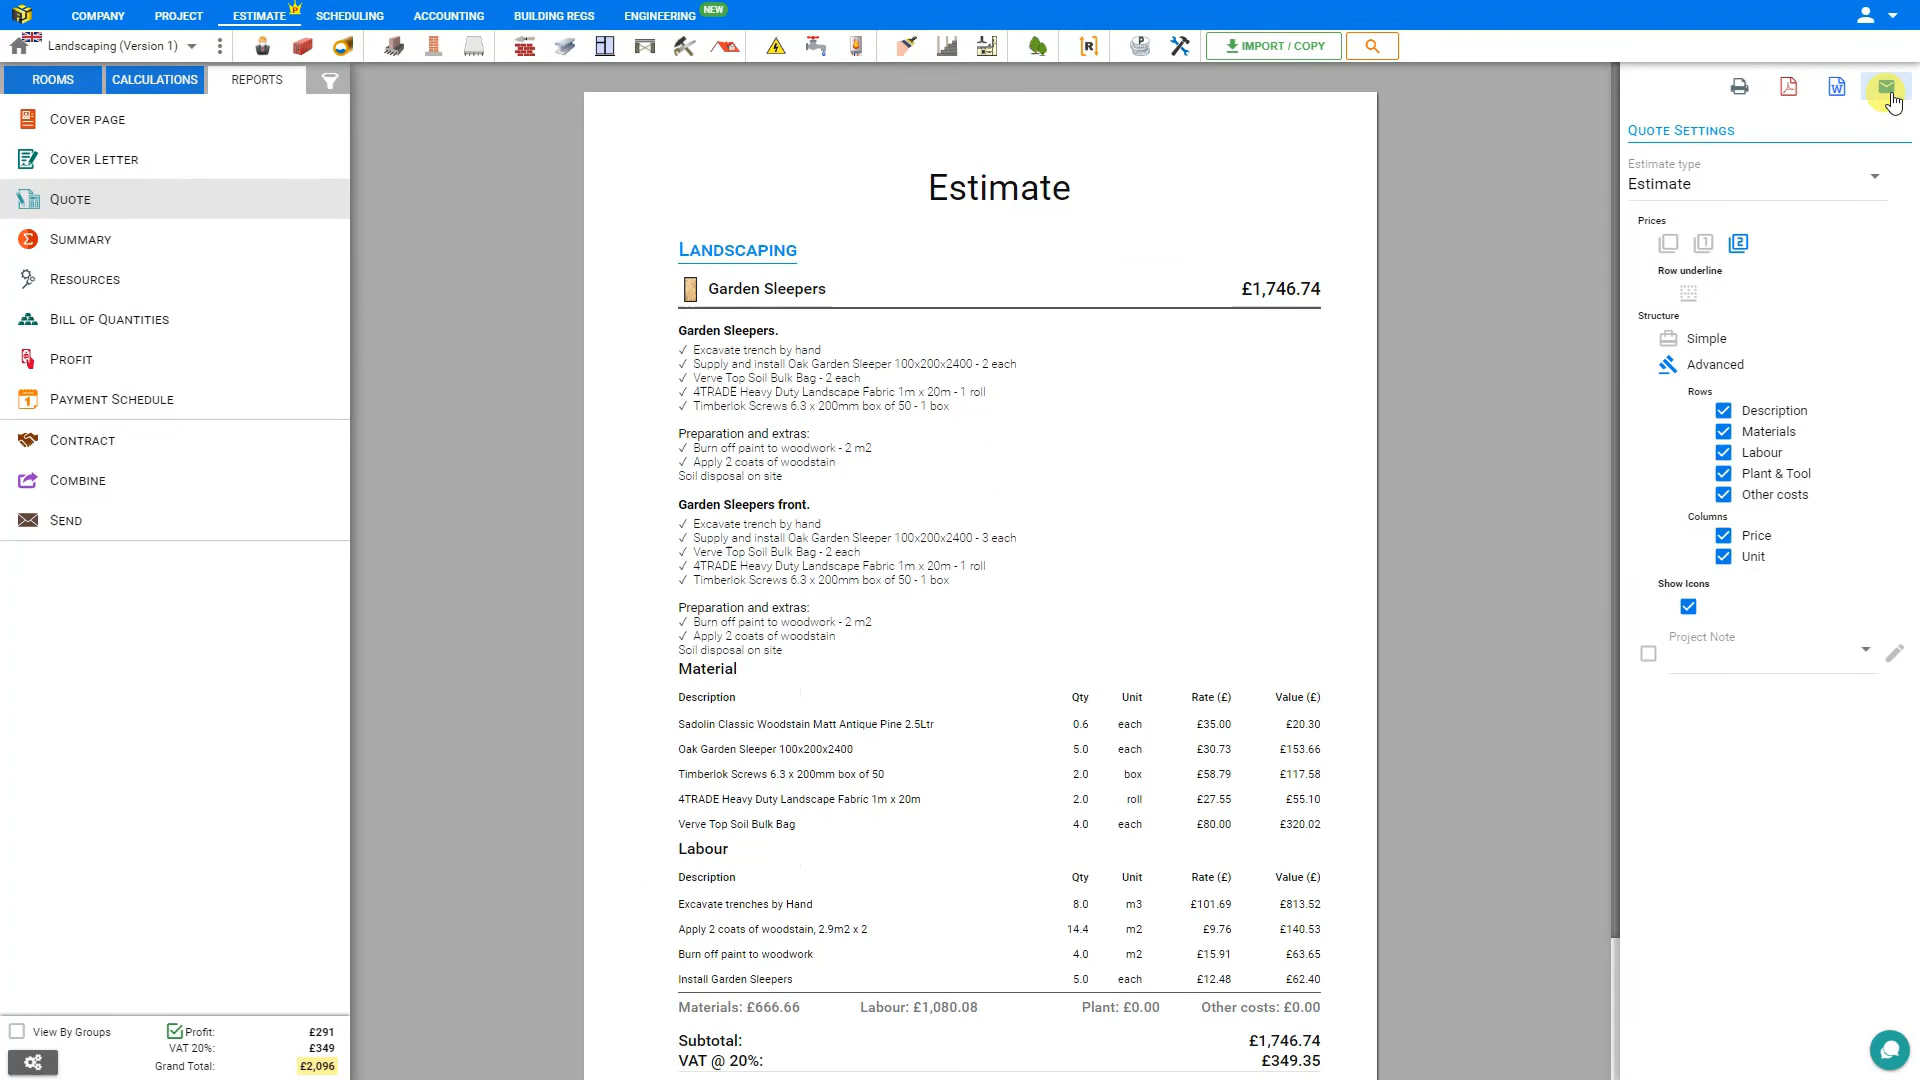 COMPANY PROJECT ESTIMATE SCHEDULING ACCOUNTING BUILDING REGS ENGINEERING NEW
Landscaping (Version 1) IMPORT / COPY
ROOMS CALCULATIONS REPORTS
COVER PAGE
COVER LETTER
QUOTE
SUMMARY
RESOURCES
BILL OF QUANTITIES
PROFIT
PAYMENT SCHEDULE
CONTRACT
COMBINE
SEND
View By Groups Profit: £291
VAT 20%: £349
Grand Total: £2,096
Estimate
LANDSCAPING
Garden Sleepers £1,746.74
Garden Sleepers.
✓ Excavate trench by hand
✓ Supply and install Oak Garden Sleeper 100x200x2400 - 2 each
✓ Verve Top Soil Bulk Bag - 2 each
✓ 4TRADE Heavy Duty Landscape Fabric 1m x 20m - 1 roll
✓ Timberlok Screws 6.3 x 200mm box of 50 - 1 box
Preparation and extras:
✓ Burn off paint to woodwork - 2 m2
✓ Apply 2 coats of woodstain
Soil disposal on site
Garden Sleepers front.
✓ Excavate trench by hand
✓ Supply and install Oak Garden Sleeper 100x200x2400 - 3 each
✓ Verve Top Soil Bulk Bag - 2 each
✓ 4TRADE Heavy Duty Landscape Fabric 1m x 20m - 1 roll
✓ Timberlok Screws 6.3 x 200mm box of 50 - 1 box
Preparation and extras:
✓ Burn off paint to woodwork - 2 m2
✓ Apply 2 coats of woodstain
Soil disposal on site
Material
Description Qty Unit Rate (£) Value (£)
Sadolin Classic Woodstain Matt Antique Pine 2.5Ltr 0.6 each £35.00 £20.30
Oak Garden Sleeper 100x200x2400 5.0 each £30.73 £153.66
Timberlok Screws 6.3 x 200mm box of 50 2.0 box £58.79 £117.58
4TRADE Heavy Duty Landscape Fabric 1m x 20m 2.0 roll £27.55 £55.10
Verve Top Soil Bulk Bag 4.0 each £80.00 £320.02
Labour
Description Qty Unit Rate (£) Value (£)
Excavate trenches by Hand 8.0 m3 £101.69 £813.52
Apply 2 coats of woodstain, 2.9m2 x 2 14.4 m2 £9.76 £140.53
Burn off paint to woodwork 4.0 m2 £15.91 £63.65
Install Garden Sleepers 5.0 each £12.48 £62.40
Materials: £666.66 Labour: £1,080.08 Plant: £0.00 Other costs: £0.00
Subtotal: £1,746.74
VAT @ 20%: £349.35
QUOTE SETTINGS
Estimate type
Estimate
Prices
1 2
Row underline
Structure
Simple
Advanced
Rows
Description
Materials
Labour
Plant & Tool
Other costs
Columns
Price
Unit
Show Icons
Project Note